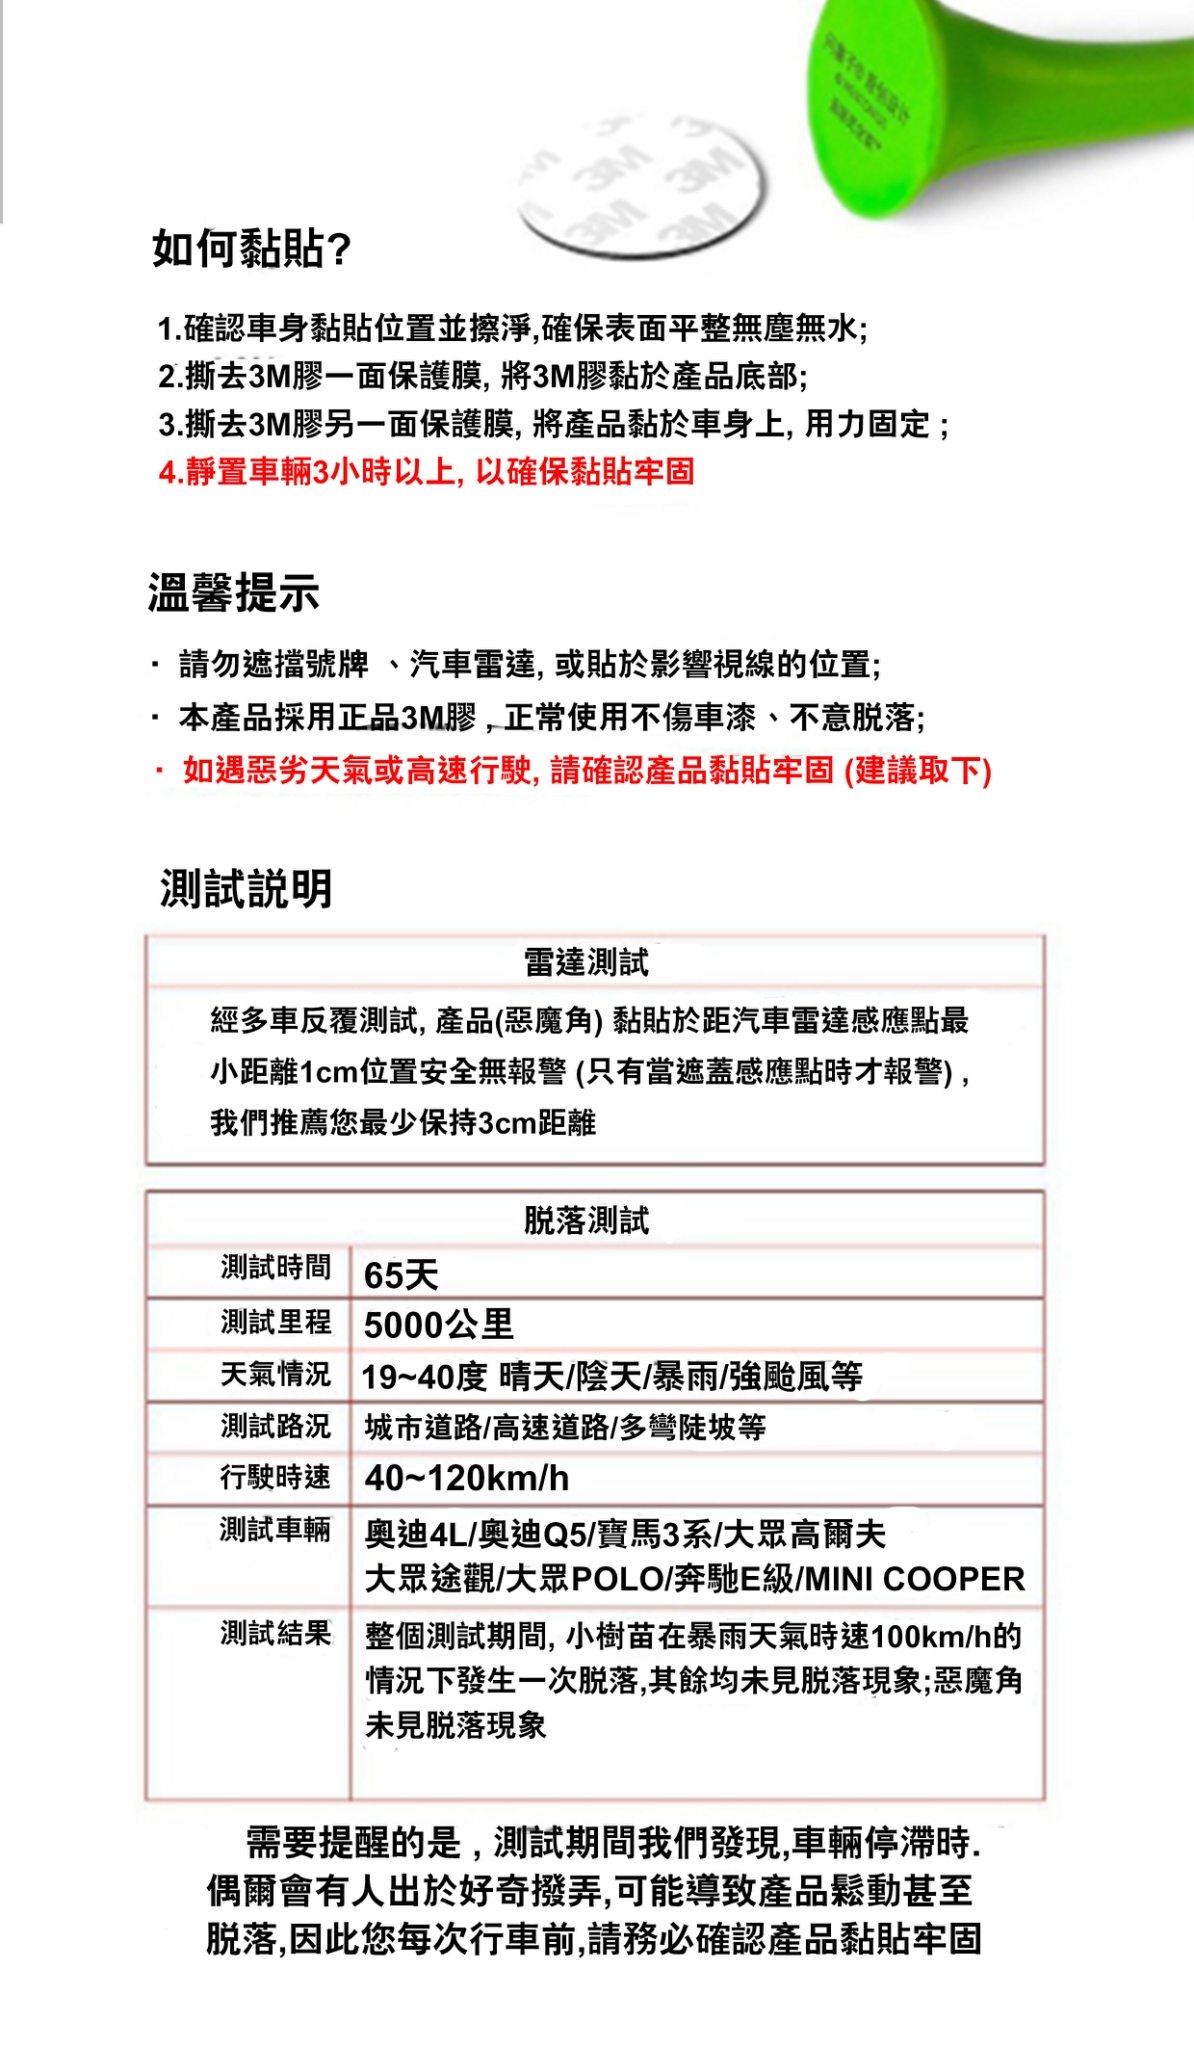 3M 3M
3M 3M
如何黏貼?
1.確認車身黏貼位置並擦淨,確保表面平整無塵無水;
2.撕去3M膠一面保護膜, 將3M膠黏於產品底部;
3.撕去3M膠另一面保護膜, 將產品黏於車身上, 用力固定 ;
4.靜置車輛3小時以上, 以確保黏貼牢固
溫馨提示
· 請勿遮擋號牌 、汽車雷達, 或貼於影響視線的位置;
· 本產品採用正品3M膠 , 正常使用不傷車漆、不意脫落;
· 如遇惡劣天氣或高速行駛, 請確認產品黏貼牢固 (建議取下)
測試説明
雷達測試
經多車反覆測試, 產品(惡魔角) 黏貼於距汽車雷達感應點最
小距離1cm位置安全無報警 (只有當遮蓋感應點時才報警) ,
我們推薦您最少保持3cm距離
脫落測試
測試時間 65天
測試里程 5000公里
天氣情況 19~40度 晴天/陰天/暴雨/強颱風等
測試路況 城市道路/高速道路/多彎陡坡等
行駛時速 40~120km/h
測試車輛 奧迪4L/奧迪Q5/寶馬3系/大眾高爾夫
大眾途觀/大眾POLO/奔馳E級/MINI COOPER
測試結果 整個測試期間, 小樹苗在暴雨天氣時速100km/h的
情況下發生一次脫落,其餘均未見脫落現象;惡魔角
未見脫落現象
需要提醒的是 , 測試期間我們發現,車輛停滯時.
偶爾會有人出於好奇撥弄,可能導致產品鬆動甚至
脫落,因此您每次行車前,請務必確認產品黏貼牢固